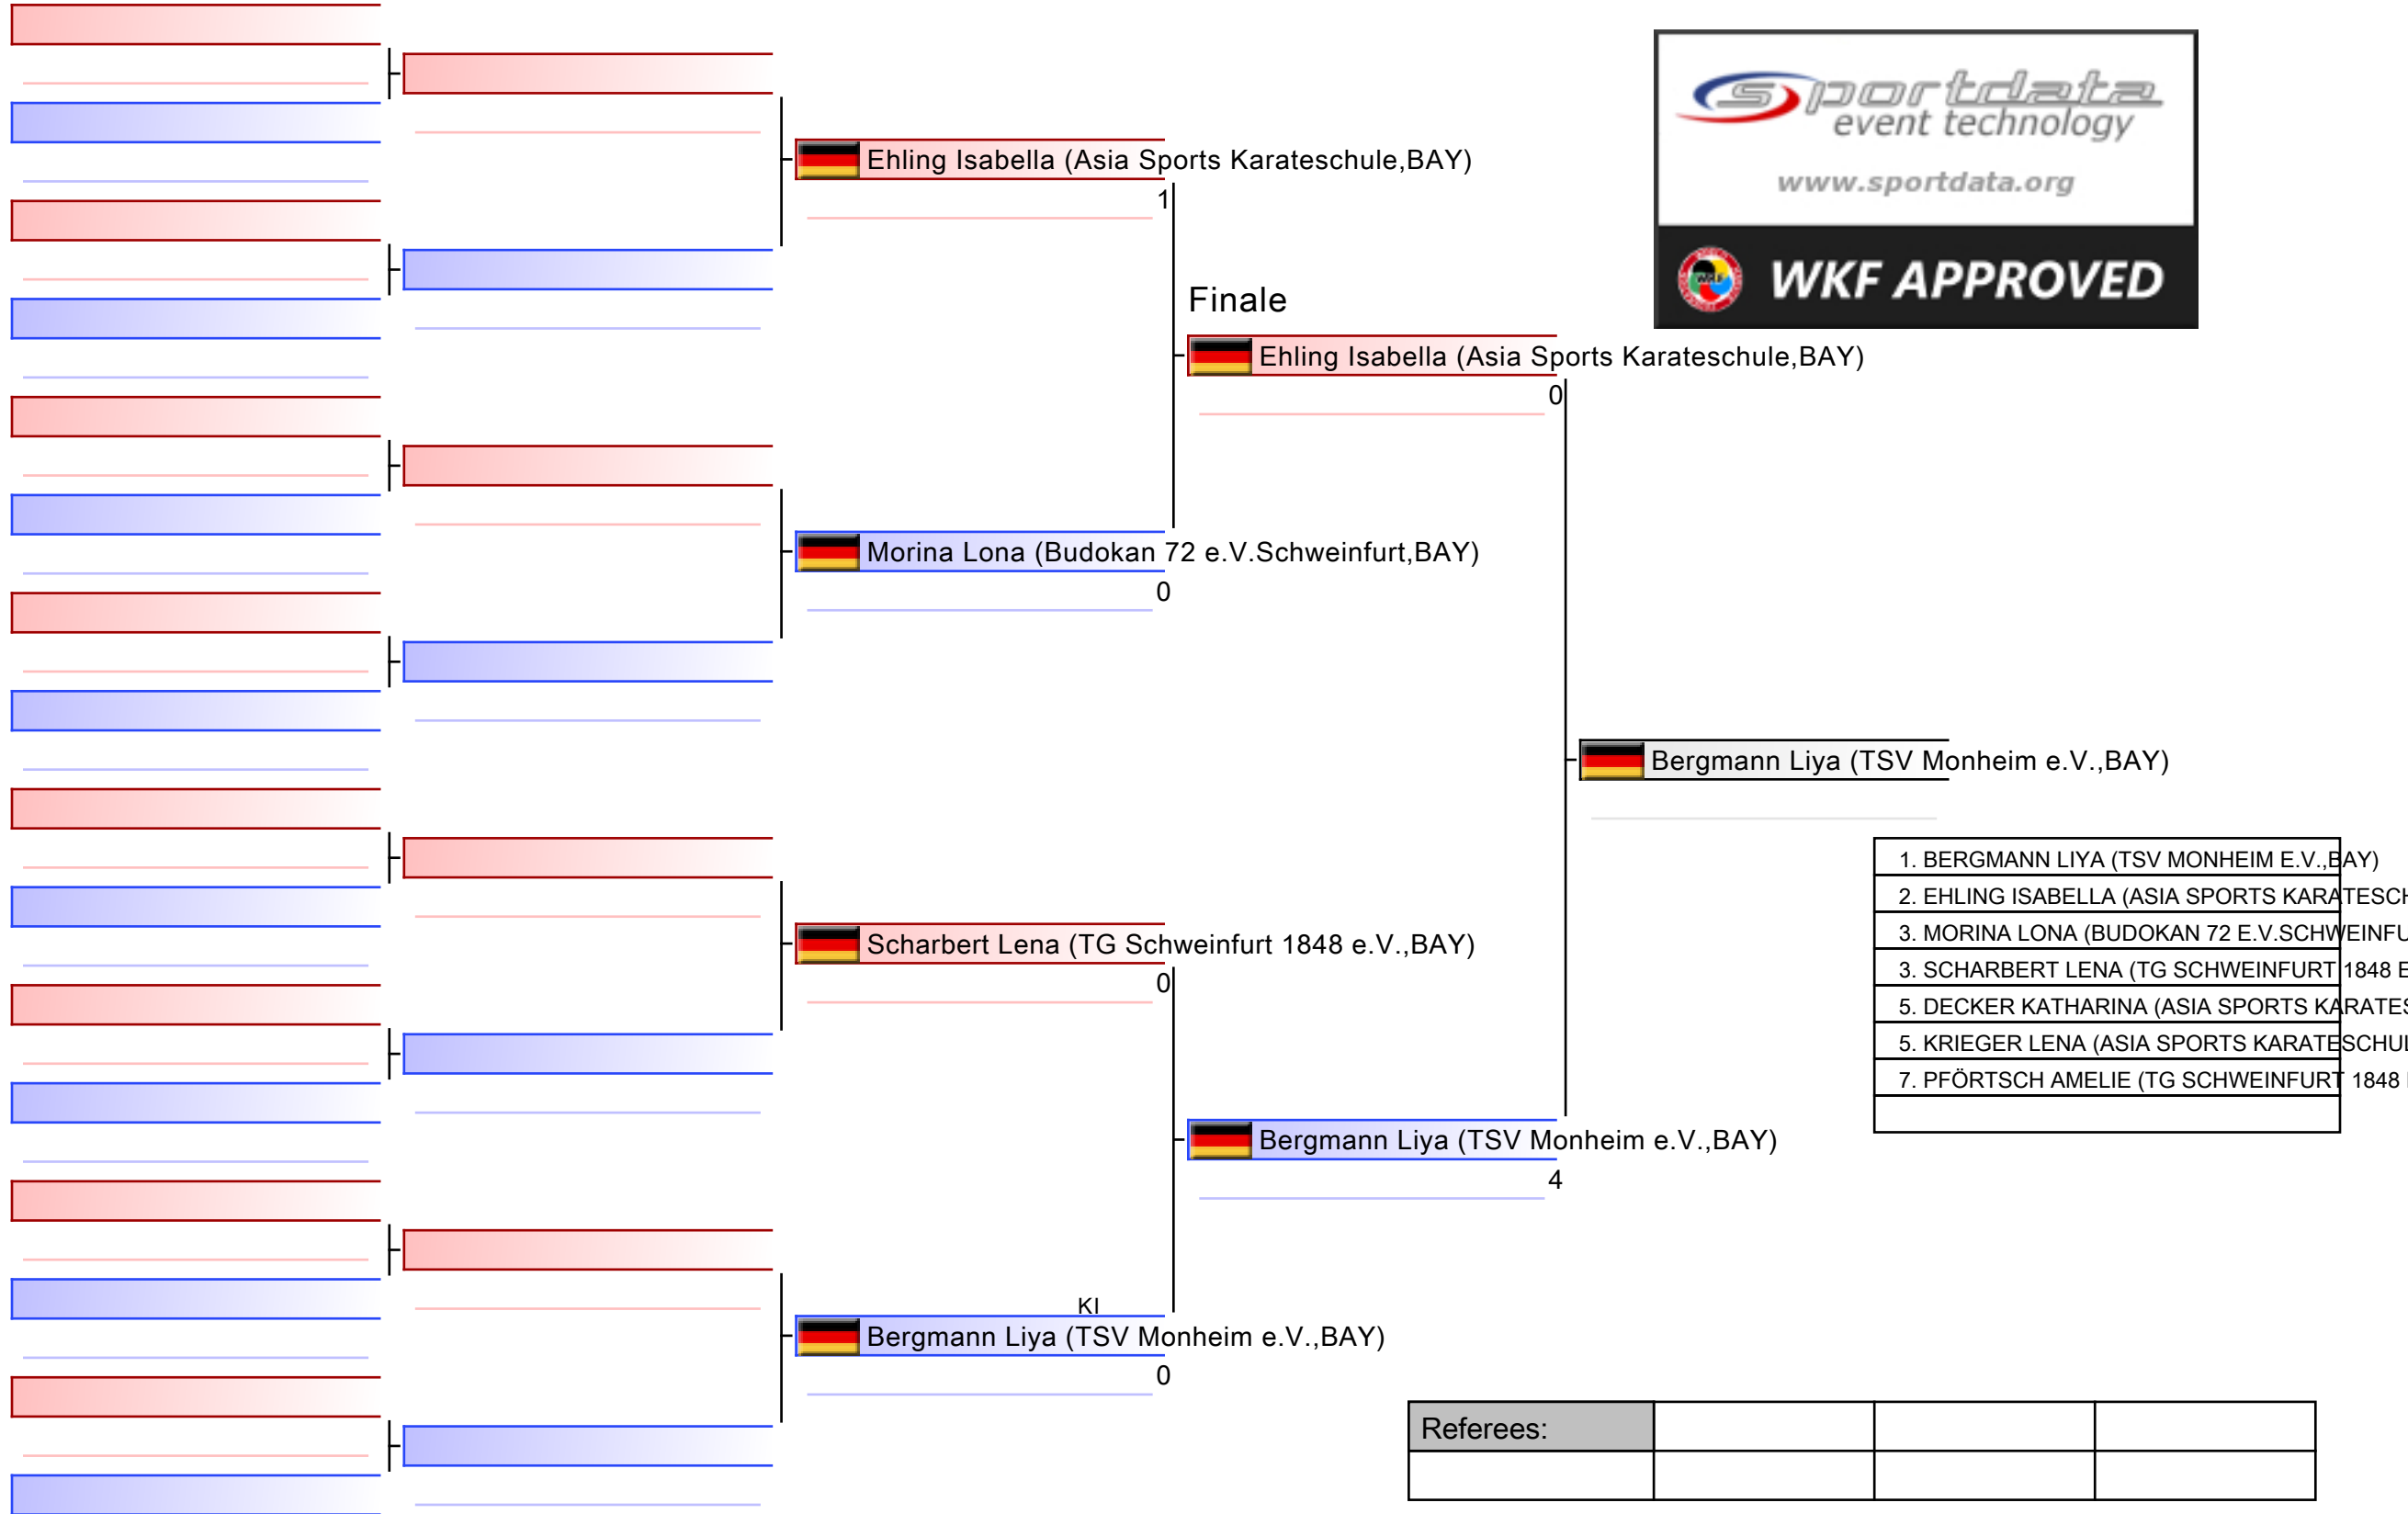 sportdata
event technology
www.sportdata.org
WKF
WKF APPROVED
Ehling Isabella (Asia Sports Karateschule,BAY)
1
Finale
Ehling Isabella (Asia Sports Karateschule,BAY)
0
Morina Lona (Budokan 72 e.V.Schweinfurt,BAY)
0
Bergmann Liya (TSV Monheim e.V.,BAY)
1. BERGMANN LIYA (TSV MONHEIM E.V.,BAY)
2. EHLING ISABELLA (ASIA SPORTS KARATESCH
3. MORINA LONA (BUDOKAN 72 E.V.SCHWEINFU
3. SCHARBERT LENA (TG SCHWEINFURT 1848 E
5. DECKER KATHARINA (ASIA SPORTS KARATES
5. KRIEGER LENA (ASIA SPORTS KARATESCHUL
7. PFÖRTSCH AMELIE (TG SCHWEINFURT 1848
Scharbert Lena (TG Schweinfurt 1848 e.V.,BAY)
0
Bergmann Liya (TSV Monheim e.V.,BAY)
4
KI
Bergmann Liya (TSV Monheim e.V.,BAY)
0
Referees: